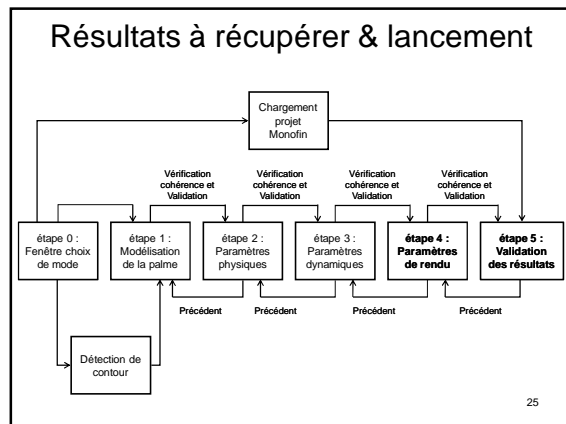 Résultats à récupérer & lancement
Chargement
projet
Monofin
Vérification
cohérence et
Validation
Vérification
cohérence et
Validation
Vérification
cohérence et
Validation
Vérification
cohérence et
Validation
étape 0 :
Fenêtre choix
de mode
étape 1 :
Modélisation
de la palme
étape 2 :
Paramètres
physiques
étape 3 :
Paramètres
dynamiques
étape 4 :
Paramètres
de rendu
étape 5 :
Validation
des résultats
Précédent
Précédent
Précédent
Précédent
Détection de
contour
25